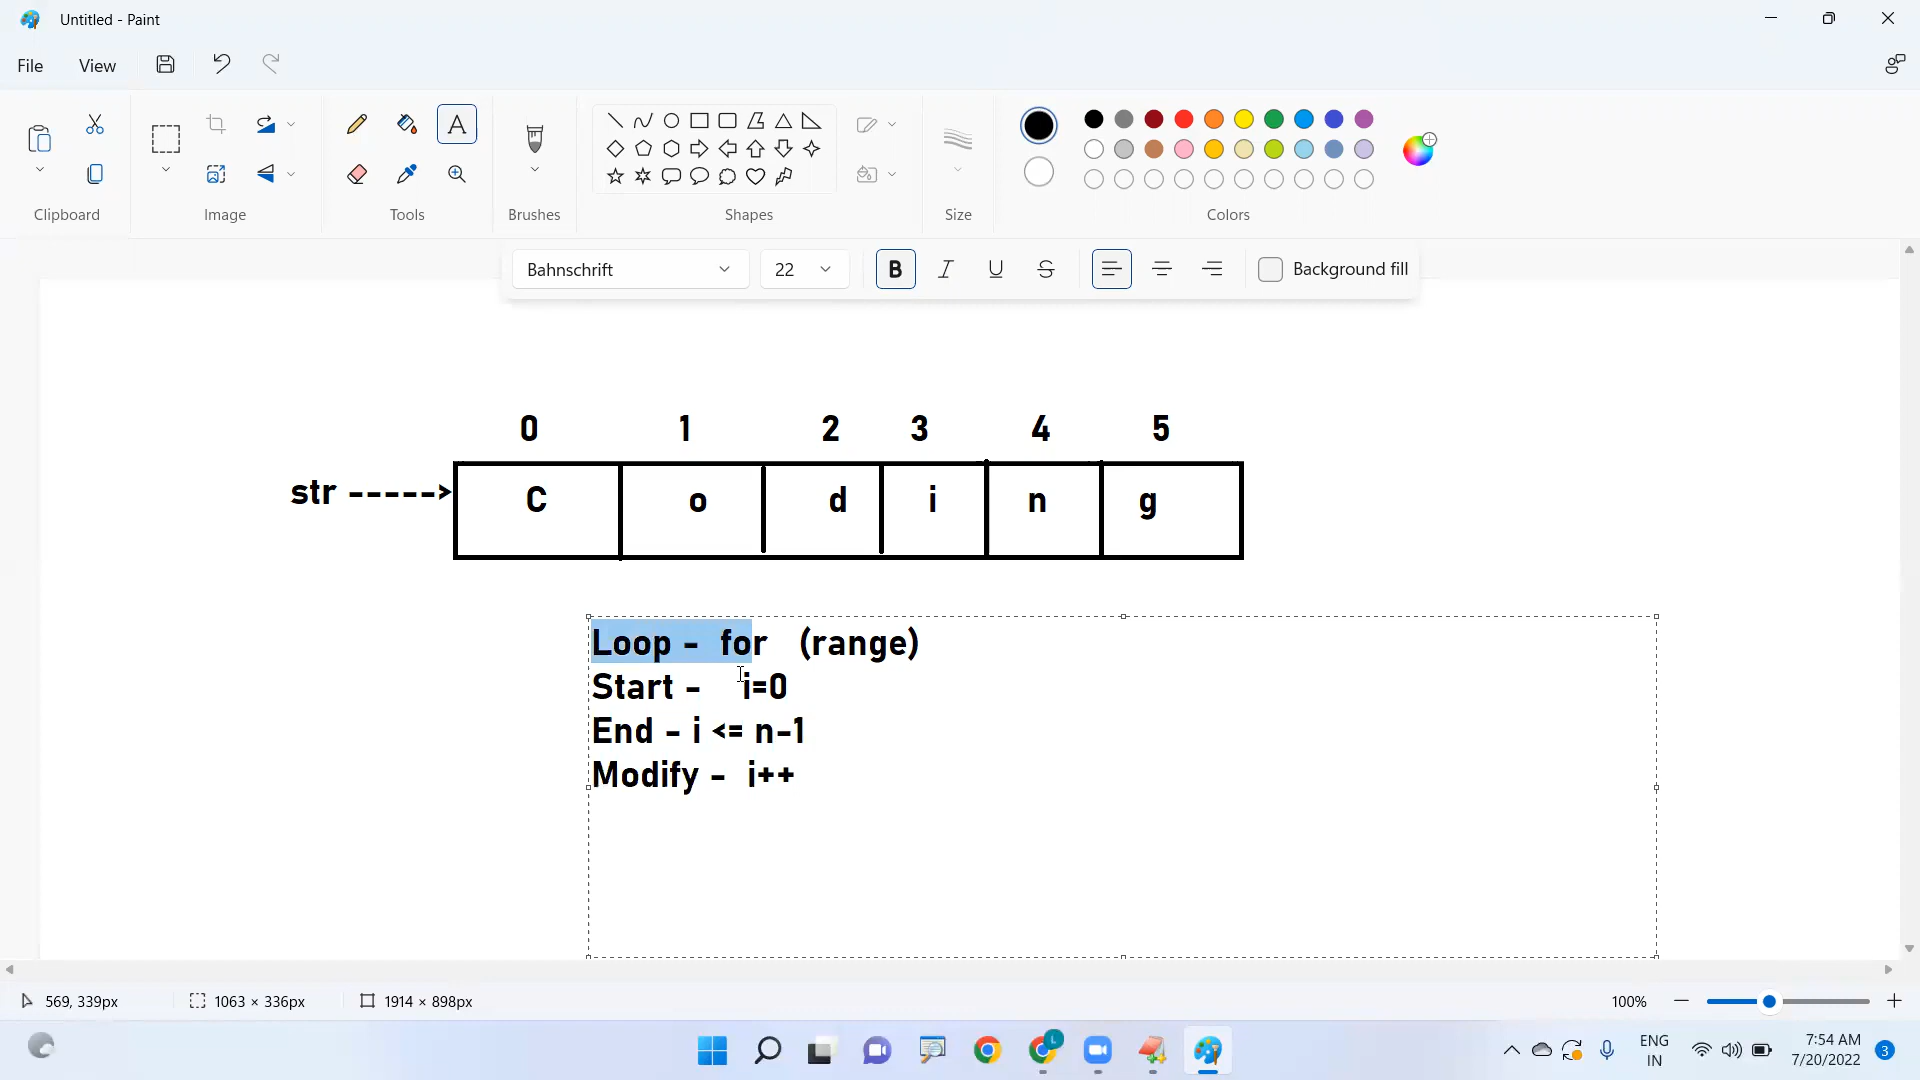 Untitled - Paint
File View
Clipboard Image Tools Brushes Shapes Size Colors
Bahnschrift 22 B I U S Background fill
0 1 2 3 4 5
str -----> C o d i n g
Loop - for (range)
Start - i=0
End - i <= n-1
Modify - i++
569, 339px 1063 × 336px 1914 × 898px 100%
ENG 7:54 AM
IN 7/20/2022 3